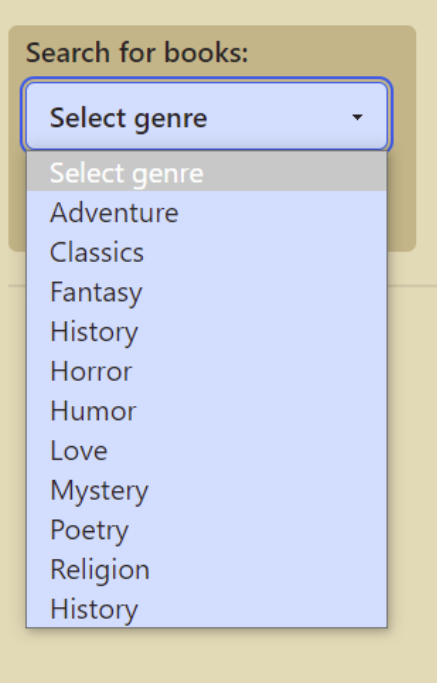 Search for books:
Select genre
Select genre
Adventure
Classics
Fantasy
History
Horror
Humor
Love
Mystery
Poetry
Religion
History